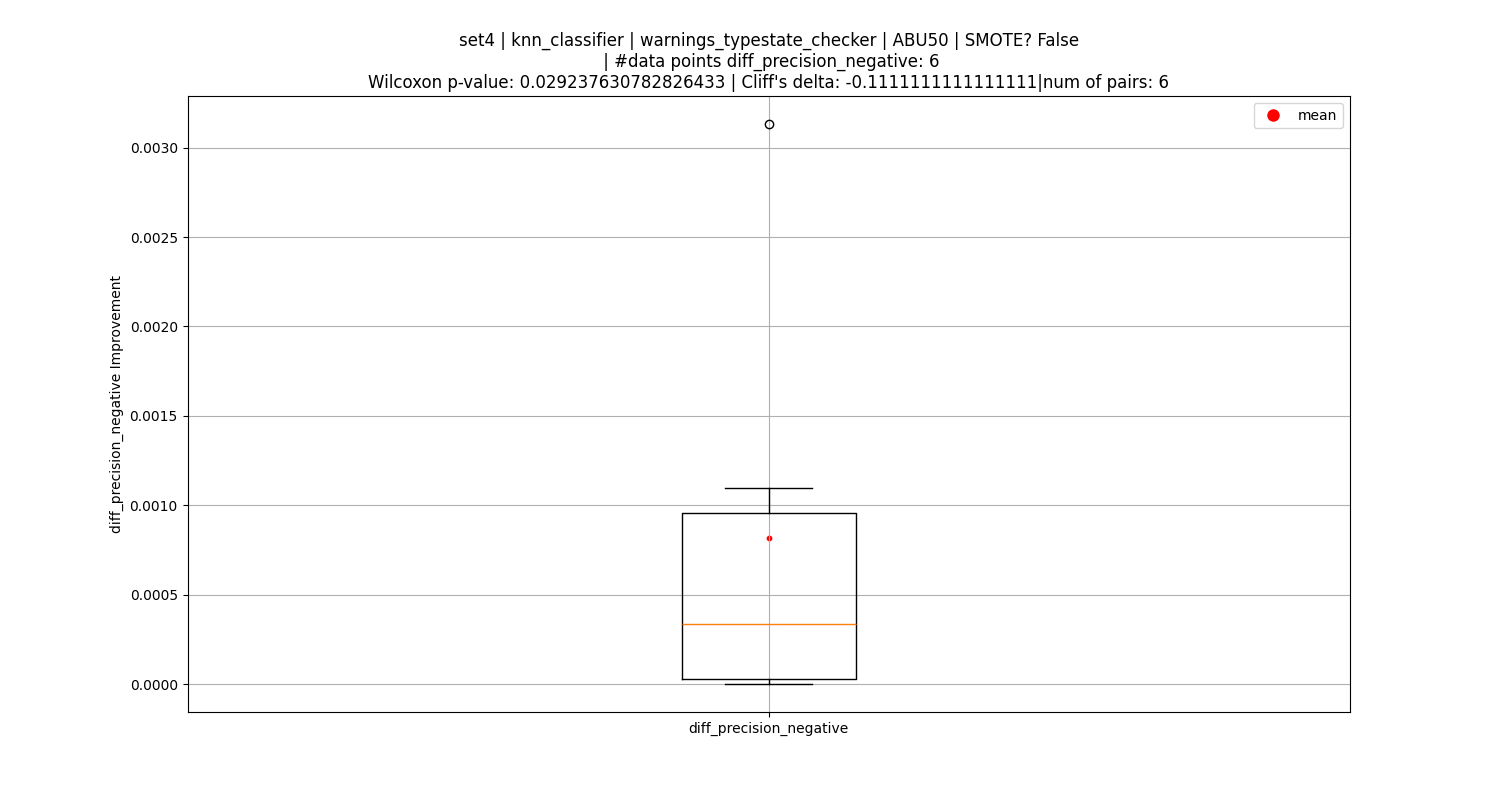 set4 | knn_classifier | warnings_typestate_checker | ABU50 | SMOTE? False
| #data points diff_precision_negative: 6
Wilcoxon p-value: 0.029237630782826433 | Cliff's delta: -0.1111111111111111|num of pairs: 6
mean
0.0030
0.0025
0.0020
0.0015
0.0010
0.0005
0.0000
diff_precision_negative Improvement
diff_precision_negative